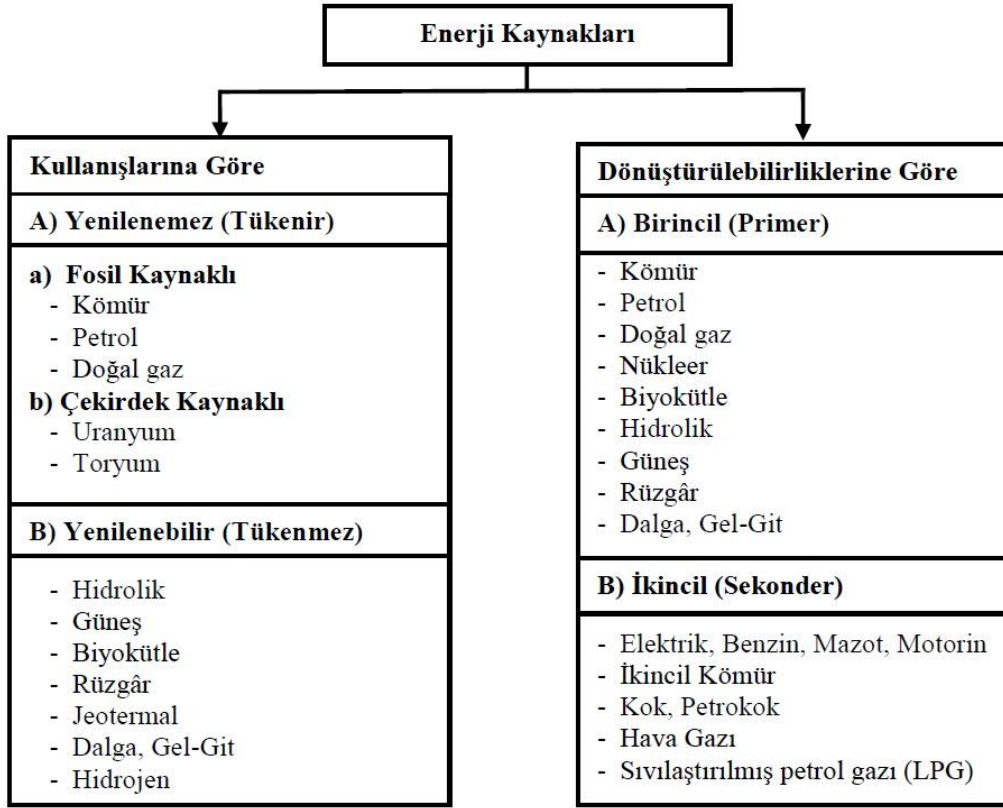 Enerji Kaynakları
Kullanışlarına Göre
A) Yenilenemez (Tükenir)
a) Fosil Kaynaklı
- Kömür
- Petrol
- Doğal gaz
b) Çekirdek Kaynaklı
- Uranyum
- Toryum
B) Yenilenebilir (Tükenmez)
- Hidrolik
- Güneş
- Biyokütle
- Rüzgâr
- Jeotermal
- Dalga, Gel-Git
- Hidrojen
Dönüştürülebilirliklerine Göre
A) Birincil (Primer)
- Kömür
- Petrol
- Doğal gaz
- Nükleer
- Biyokütle
- Hidrolik
- Güneş
- Rüzgâr
- Dalga, Gel-Git
B) İkincil (Sekonder)
- Elektrik, Benzin, Mazot, Motorin
- İkincil Kömür
- Kok, Petrokok
- Hava Gazı
- Sıvılaştırılmış petrol gazı (LPG)